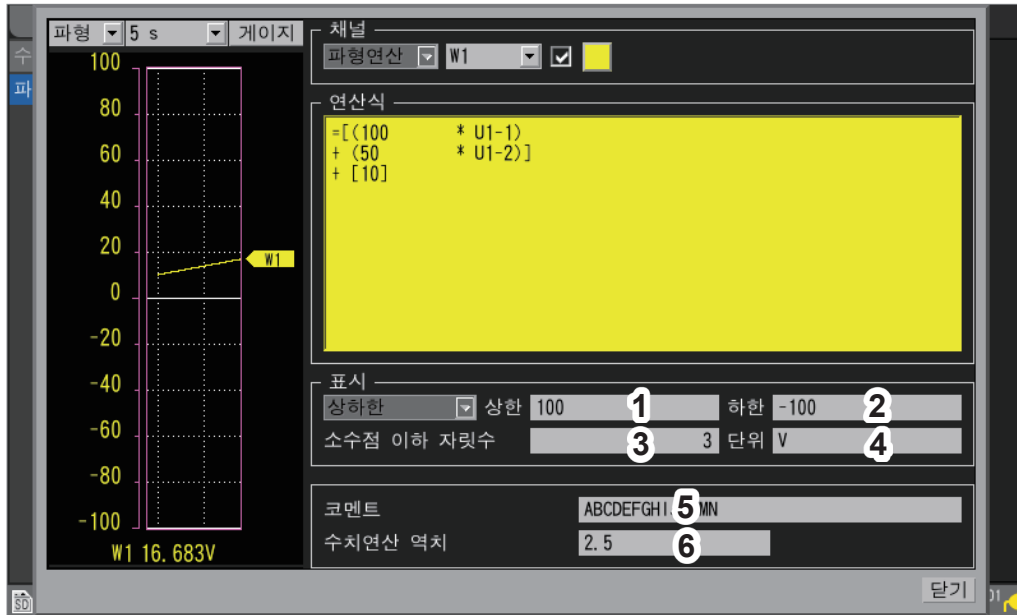 파형 5 s 게이지
100
80
60
40
20
0
-20
-40
-60
-80
-100
W1
W1 16.683V
채널
파형연산 W1
연산식
=[(100 * U1-1)
+ (50 * U1-2)]
+ [10]
표시
상하한 상한 100 1 하한 -100 2
소수점 이하 자릿수 3 3 단위 V 4
코멘트 ABCDEFGHI 5 MN
수치연산 역치 2.5 6
닫기
수
파
SD
01